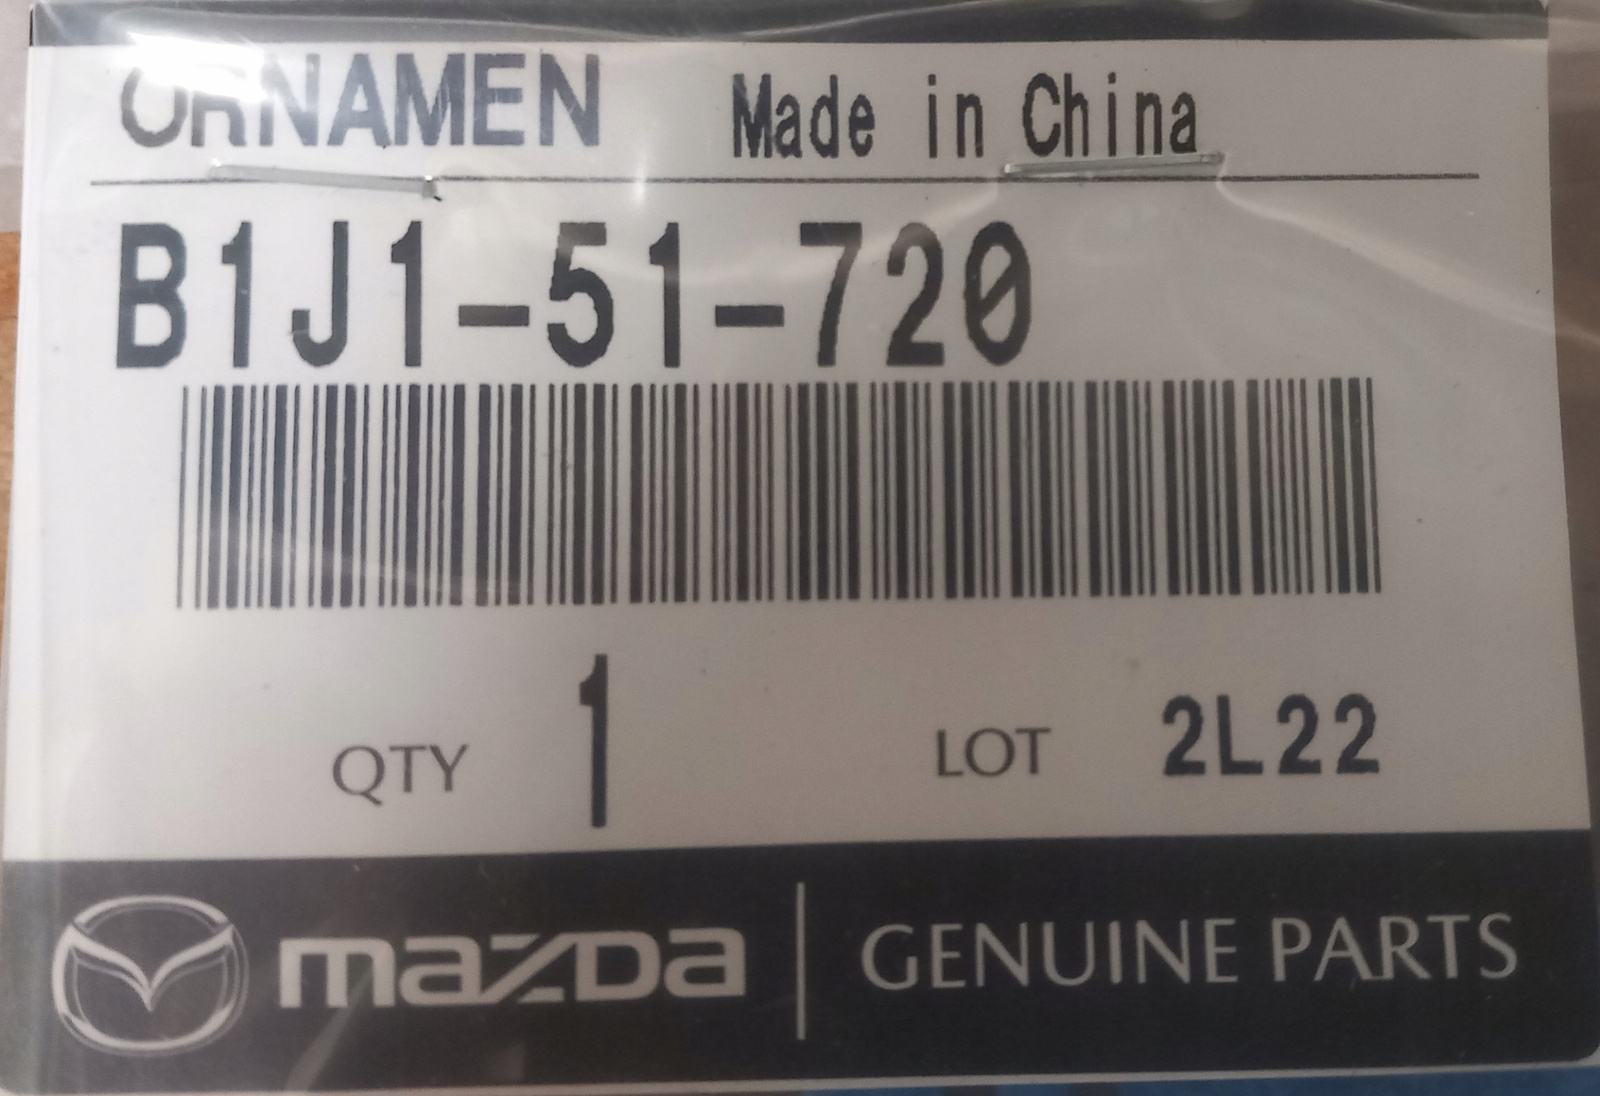 ORNAMEN Made in China
B1J1-51-720
QTY 1 LOT 2L22
mazda GENUINE PARTS